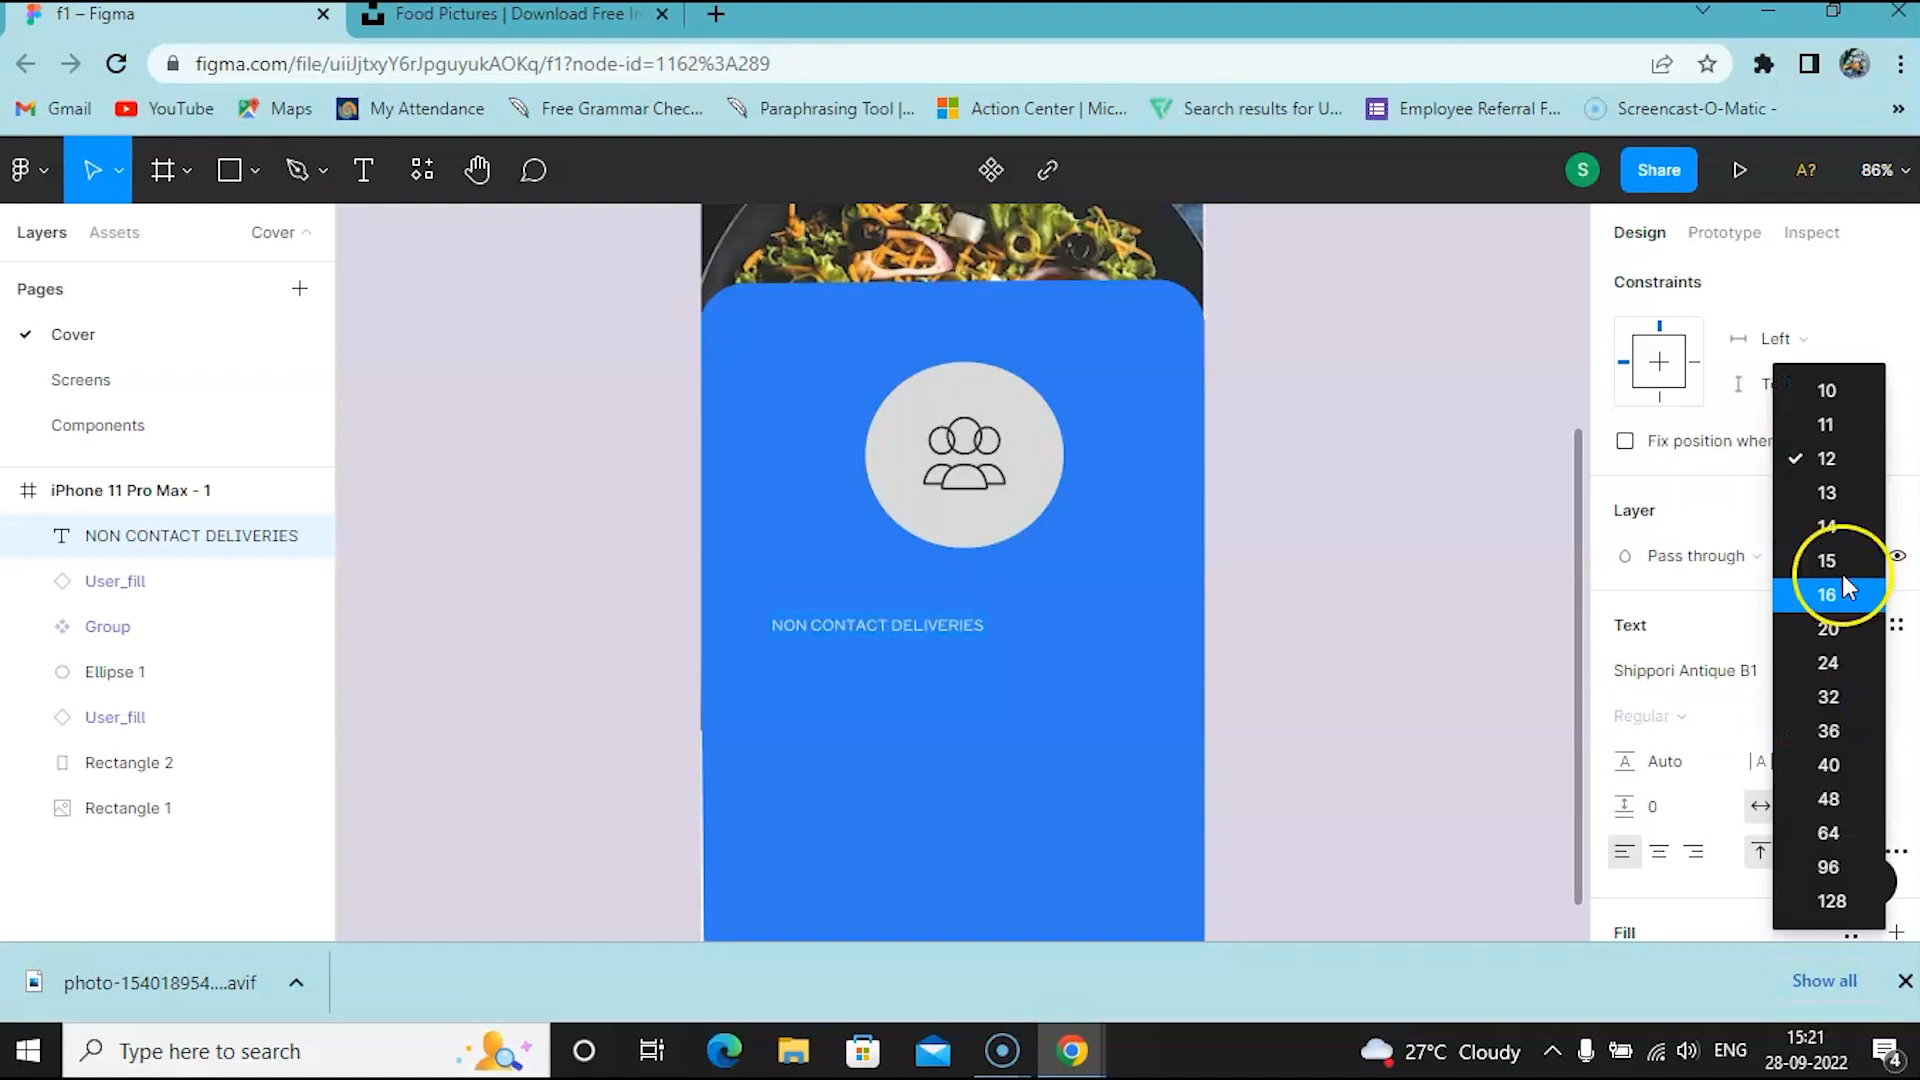 f1 – Figma
Food Pictures | Download Free In
figma.com/file/uiiJjtxyY6rJpguyukAOKq/f1?node-id=1162%3A289
Gmail
YouTube
Maps
My Attendance
Free Grammar Chec...
Paraphrasing Tool |...
Action Center | Mic...
Search results for U...
Employee Referral F...
Screencast-O-Matic -
»
T
S
Share
A?
86%
Layers
Assets
Cover
Design
Prototype
Inspect
Pages
Cover
Screens
Components
iPhone 11 Pro Max - 1
NON CONTACT DELIVERIES
User_fill
Group
Ellipse 1
User_fill
Rectangle 2
Rectangle 1
NON CONTACT DELIVERIES
Constraints
Left
Fix position when
Layer
Pass through
Text
Shippori Antique B1
Regular
Auto
0
Fill
10
11
12
13
14
15
16
20
24
32
36
40
48
64
96
128
photo-154018954....avif
Show all
Type here to search
27°C Cloudy
ENG
15:21
28-09-2022
4